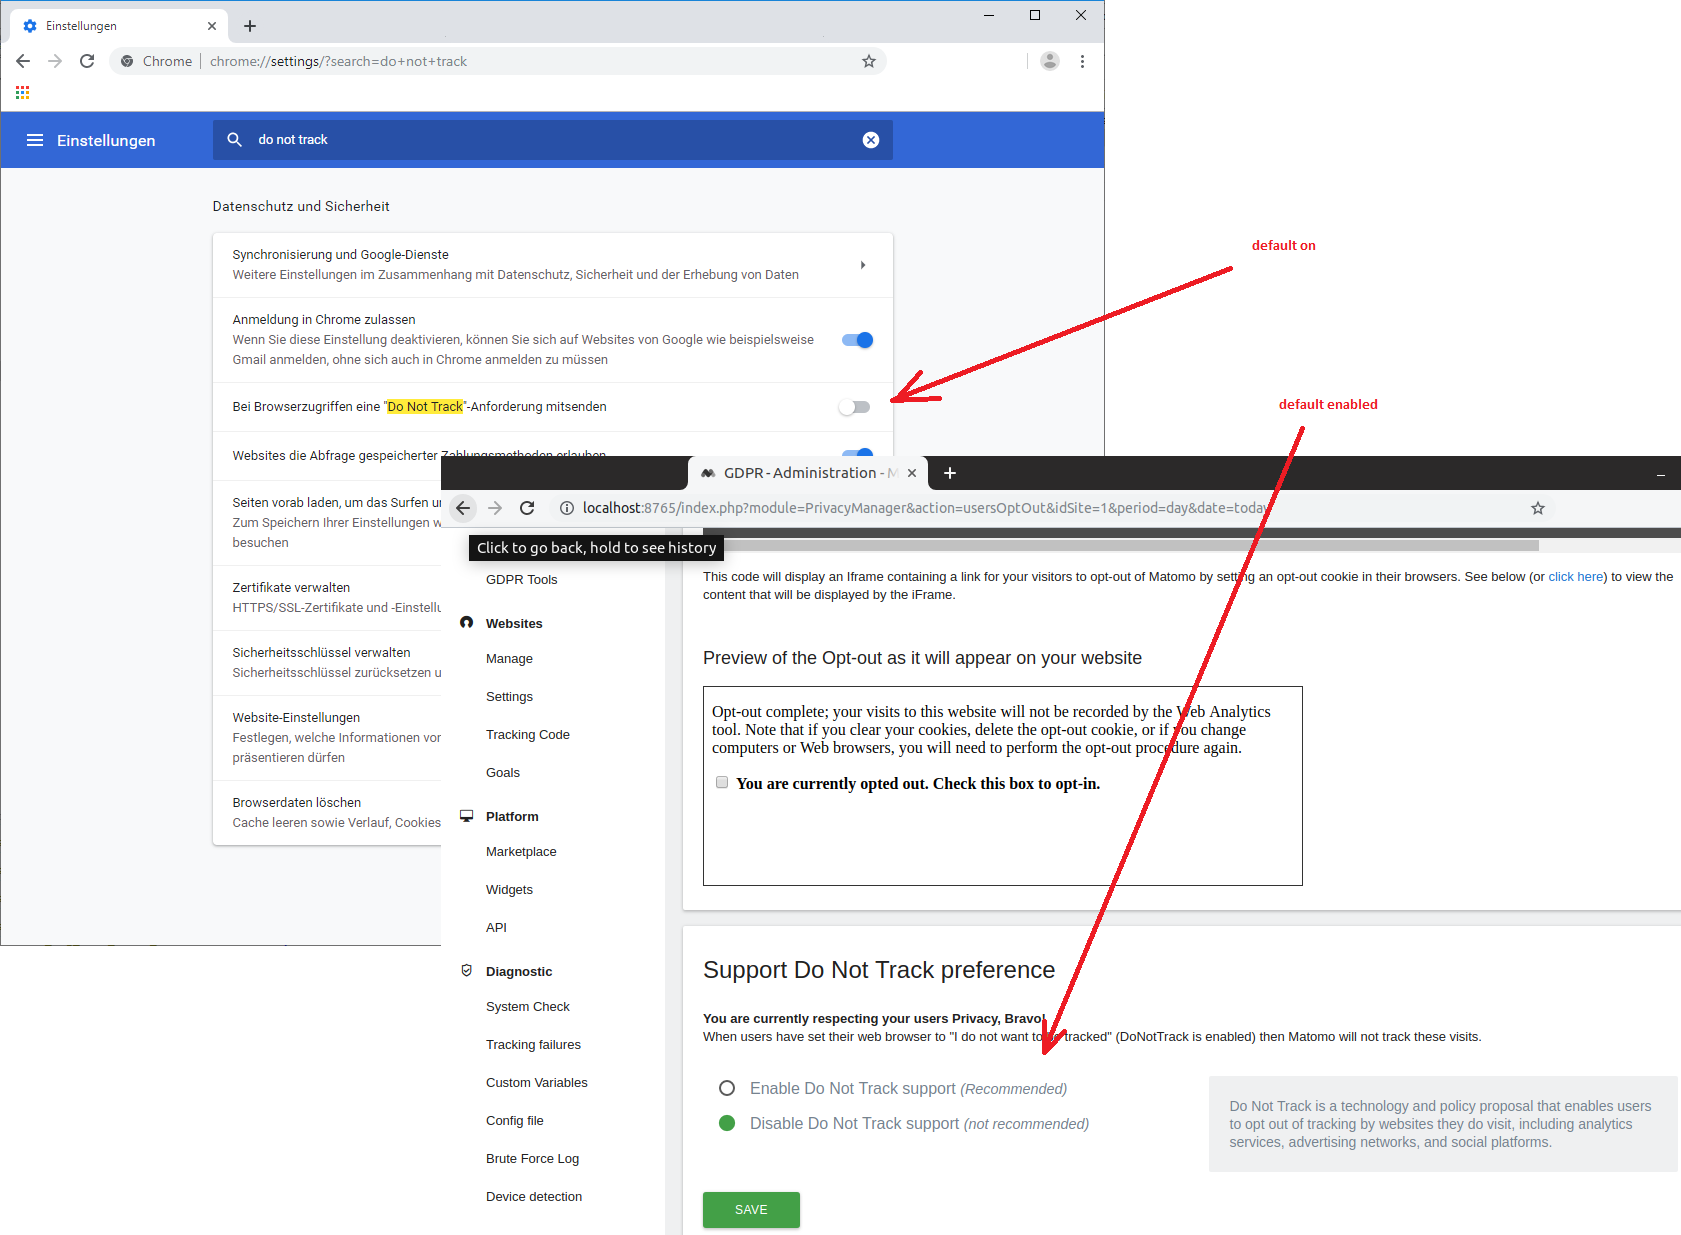 Einstellungen
Chrome
chrome://settings/?search=do+not+track
Einstellungen
do not track
Datenschutz und Sicherheit
Synchronisierung und Google-Dienste
Weitere Einstellungen im Zusammenhang mit Datenschutz, Sicherheit und der Erhebung von Daten
Anmeldung in Chrome zulassen
Wenn Sie diese Einstellung deaktivieren, können Sie sich auf Websites von Google wie beispielsweise
Gmail anmelden, ohne sich auch in Chrome anmelden zu müssen
Bei Browserzugriffen eine "Do Not Track"-Anforderung mitsenden
Websites die Abfrage gespeicherter Zahlungsmethoden erlauben
Seiten vorab laden, um das Surfen
Zum Speichern Ihrer Einstellungen
besuchen
Zertifikate verwalten
HTTPS/SSL-Zertifikate und -Einstellu
Sicherheitsschlüssel verwalten
Sicherheitsschlüssel zurücksetzen
Website-Einstellungen
Festlegen, welche Informationen vor
präsentieren dürfen
Browserdaten löschen
Cache leeren sowie Verlauf, Cookies
default on
default enabled
GDPR - Administration -
localhost:8765/index.php?module=PrivacyManager&action=usersOptOut&idSite=1&period=day&date=today
Click to go back, hold to see history
GDPR Tools
Websites
Manage
Settings
Tracking Code
Goals
Platform
Marketplace
Widgets
API
Diagnostic
System Check
Tracking failures
Custom Variables
Config file
Brute Force Log
Device detection
This code will display an Iframe containing a link for your visitors to opt-out of Matomo by setting an opt-out cookie in their browsers. See below (or click here) to view the
content that will be displayed by the iFrame.
Preview of the Opt-out as it will appear on your website
Opt-out complete; your visits to this website will not be recorded by the Web Analytics
tool. Note that if you clear your cookies, delete the opt-out cookie, or if you change
computers or Web browsers, you will need to perform the opt-out procedure again.
You are currently opted out. Check this box to opt-in.
Support Do Not Track preference
You are currently respecting your users Privacy, Bravo!
When users have set their web browser to "I do not want to be tracked" (DoNotTrack is enabled) then Matomo will not track these visits.
Enable Do Not Track support (Recommended)
Disable Do Not Track support (not recommended)
Do Not Track is a technology and policy proposal that enables users
to opt out of tracking by websites they do visit, including analytics
services, advertising networks, and social platforms.
SAVE